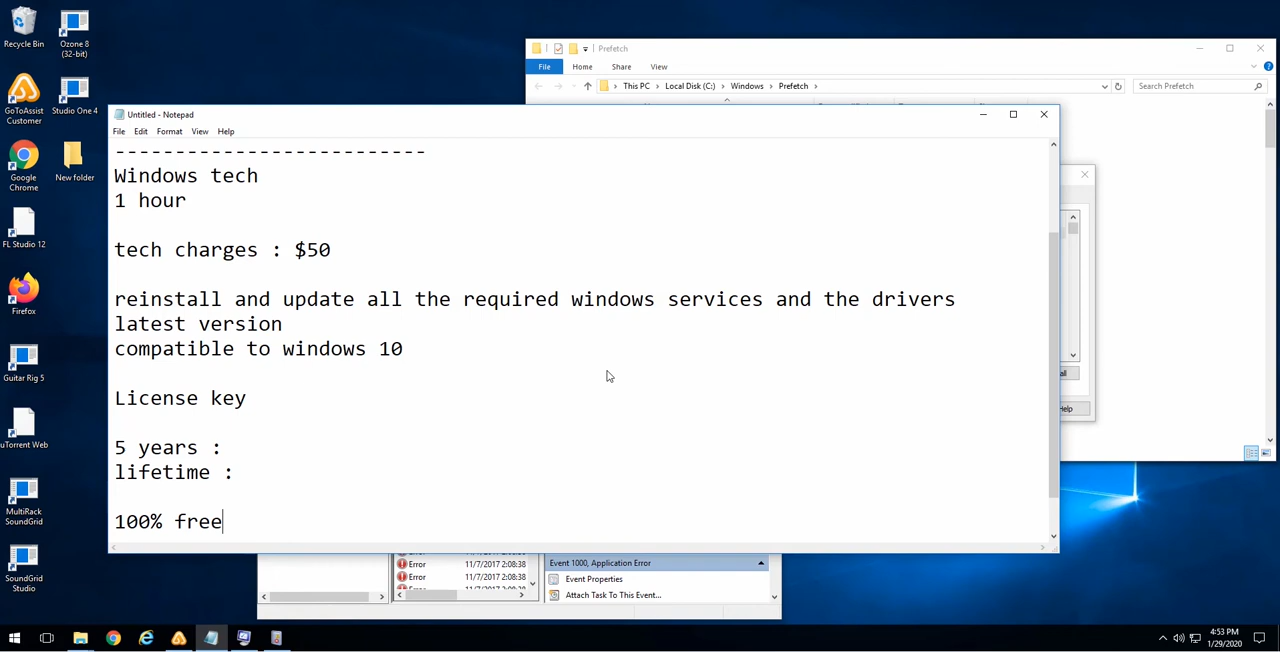 Recycle Bin
Ozone 8
(32-bit)
GoToAssist
Customer
Studio One 4
Google
Chrome
New folder
FL Studio 12
Firefox
Guitar Rig 5
uTorrent Web
MultiRack
SoundGrid
SoundGrid
Studio
Prefetch
File Home Share View
This PC > Local Disk (C:) > Windows > Prefetch >
Search Prefetch
Untitled - Notepad
File Edit Format View Help
--------------------------
Windows tech
1 hour
tech charges : $50
reinstall and update all the required windows services and the drivers
latest version
compatible to windows 10
License key
5 years :
lifetime :
100% free
all
Help
Error 11/7/2017 2:08:38
Error 11/7/2017 2:08:38
Event 1000, Application Error
Event Properties
Attach Task To This Event...
4:53 PM
1/29/2020